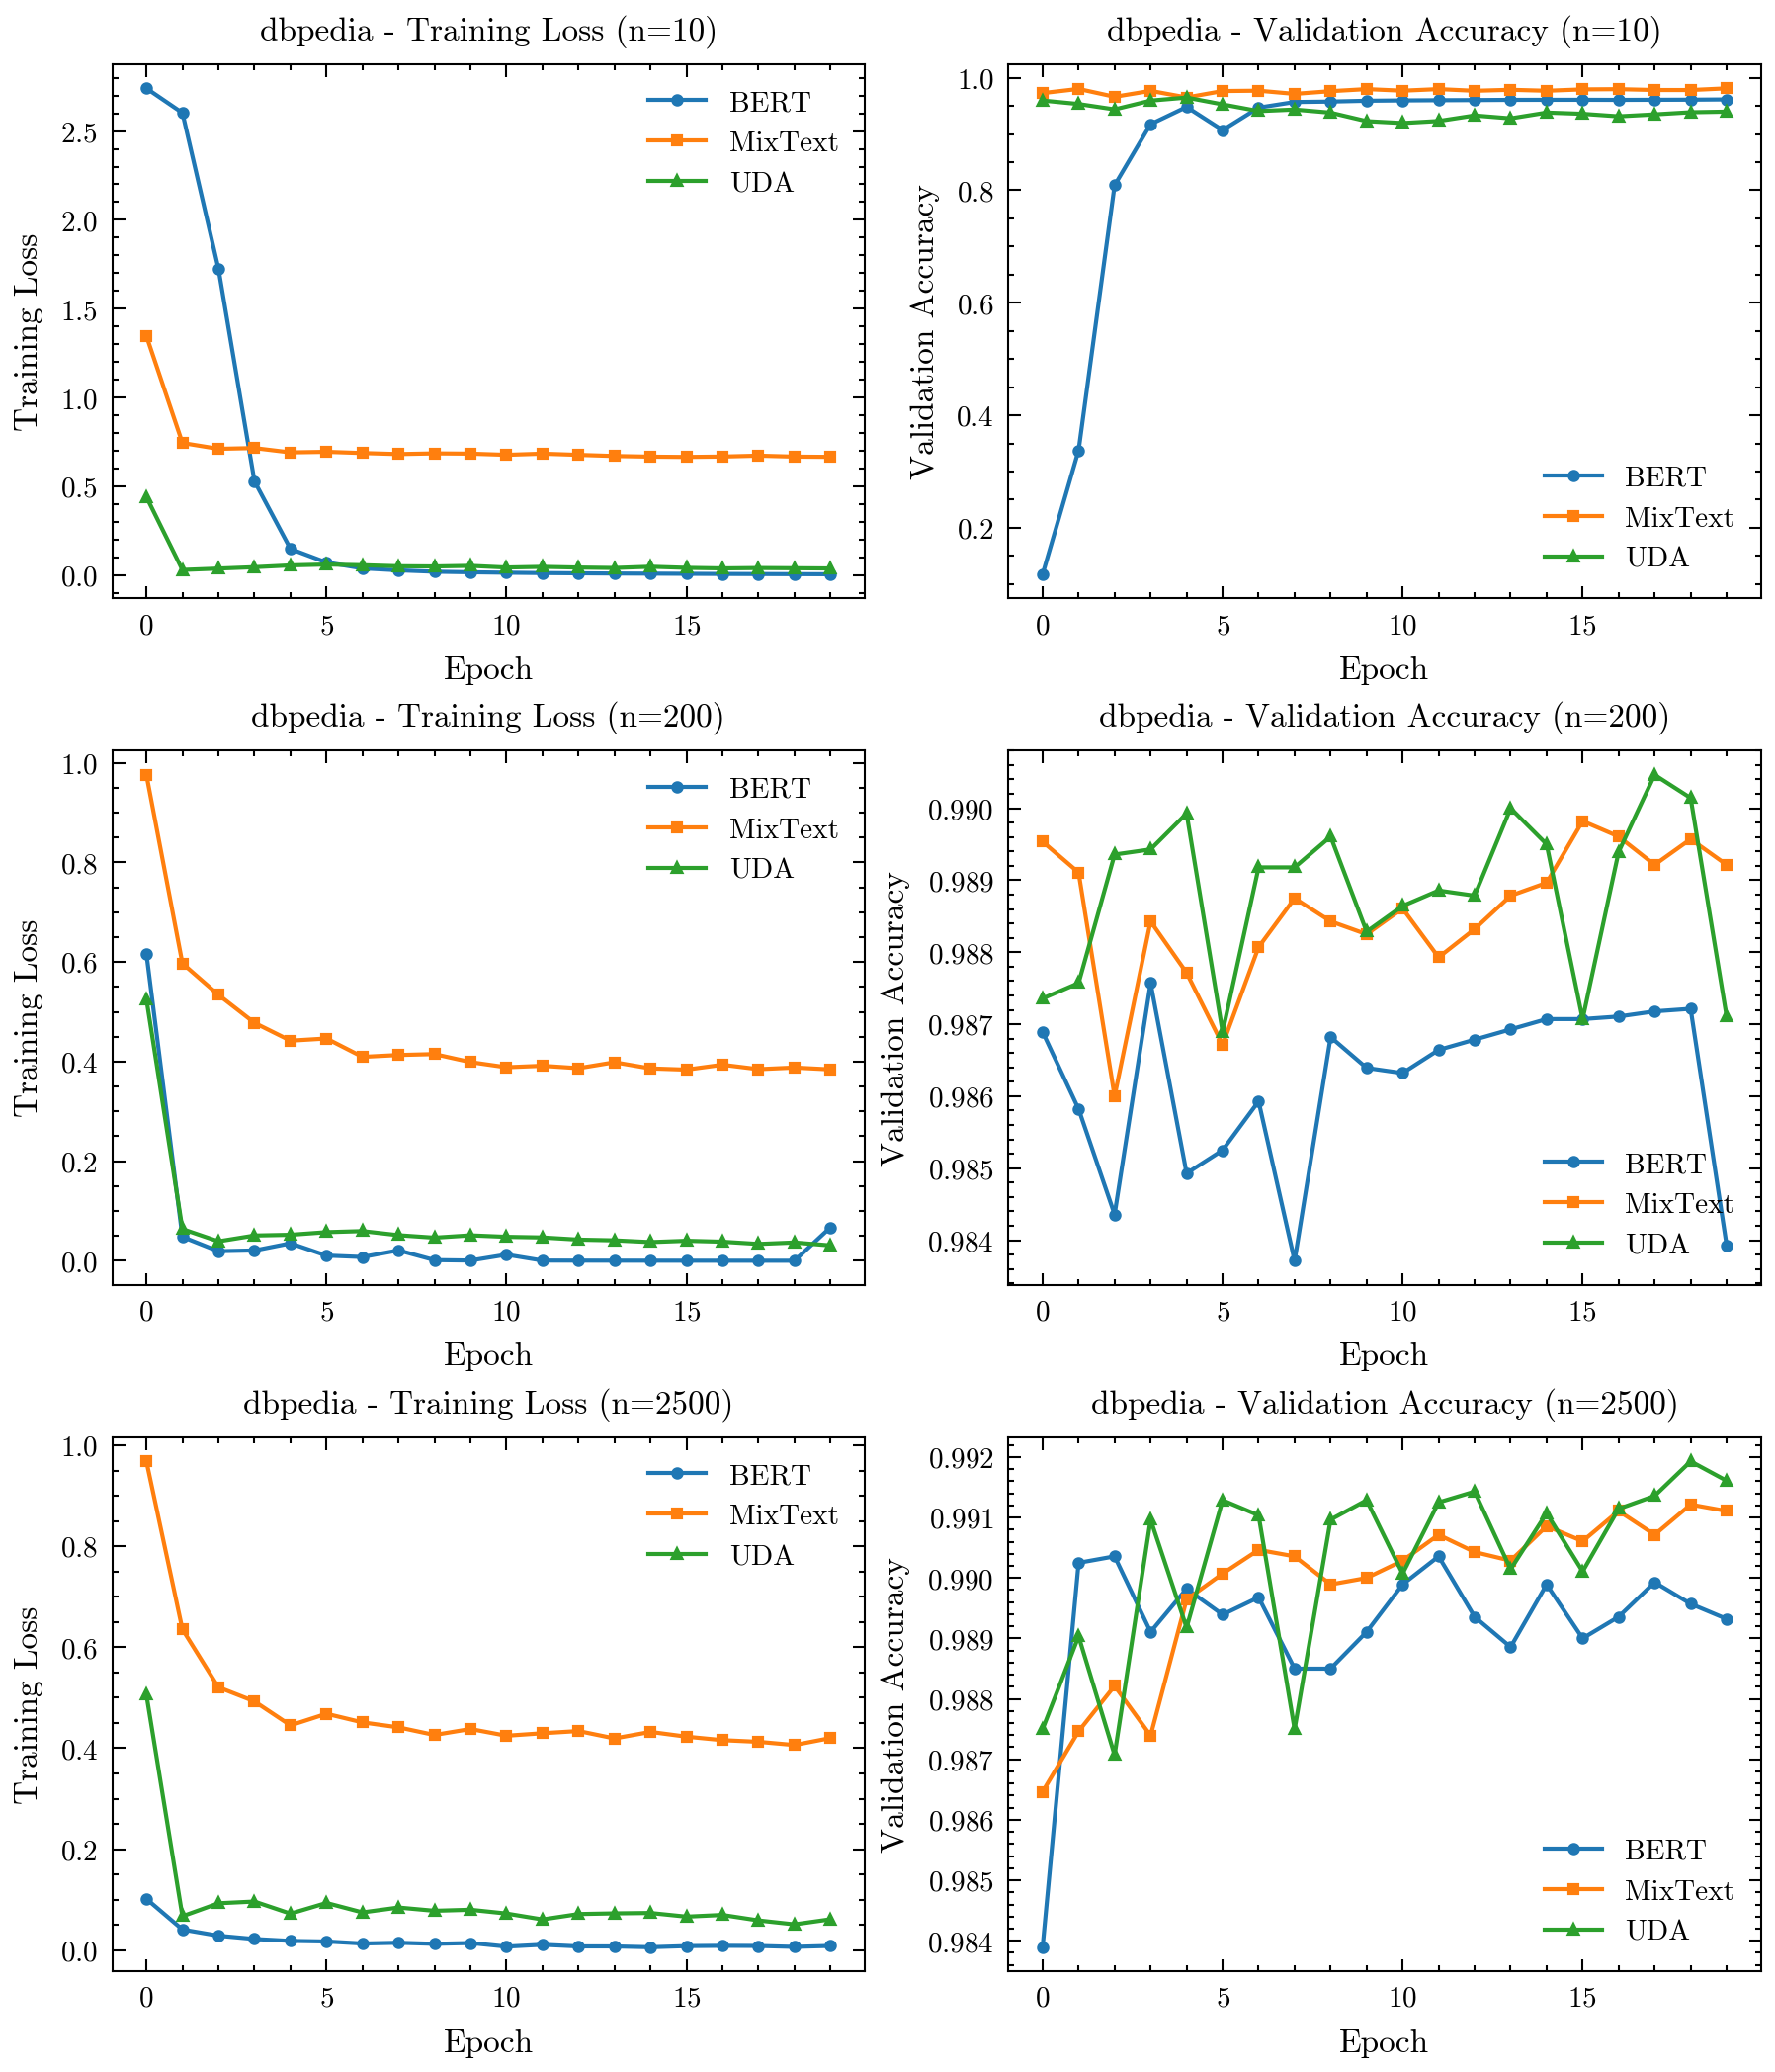 dbpedia - Training Loss (n=10)
Training Loss
2.5
2.0
1.5
1.0
0.5
0.0
BERT
MixText
UDA
0 5 10 15
Epoch
dbpedia - Validation Accuracy (n=10)
Validation Accuracy
1.0
0.8
0.6
0.4
0.2
BERT
MixText
UDA
0 5 10 15
Epoch
dbpedia - Training Loss (n=200)
Training Loss
1.0
0.8
0.6
0.4
0.2
0.0
BERT
MixText
UDA
0 5 10 15
Epoch
dbpedia - Validation Accuracy (n=200)
Validation Accuracy
0.990
0.989
0.988
0.987
0.986
0.985
0.984
BERT
MixText
UDA
0 5 10 15
Epoch
dbpedia - Training Loss (n=2500)
Training Loss
1.0
0.8
0.6
0.4
0.2
0.0
BERT
MixText
UDA
0 5 10 15
Epoch
dbpedia - Validation Accuracy (n=2500)
Validation Accuracy
0.992
0.991
0.990
0.989
0.988
0.987
0.986
0.985
0.984
BERT
MixText
UDA
0 5 10 15
Epoch